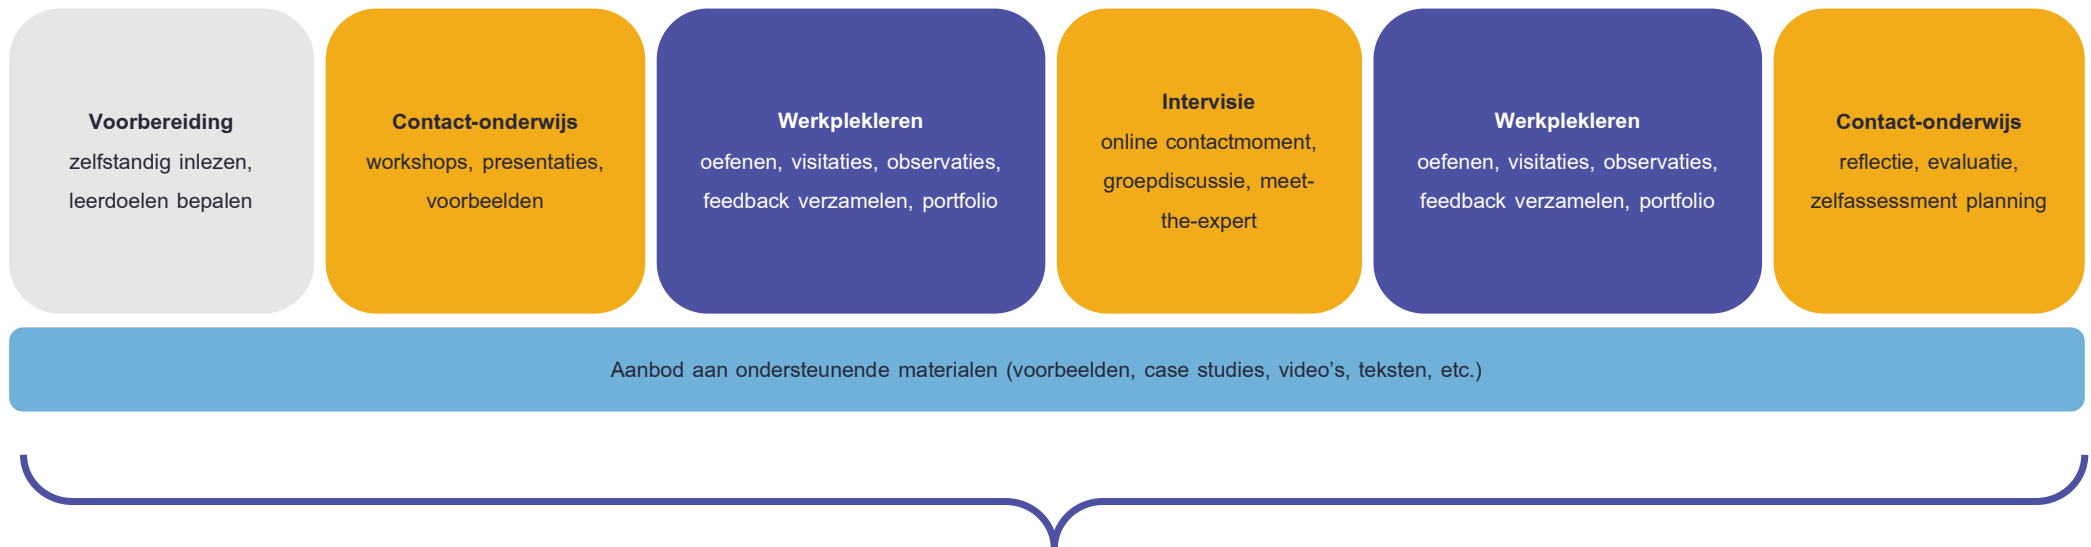 Voorbereiding
zelfstandig inlezen,
leerdoelen bepalen
Contact-onderwijs
workshops, presentaties,
voorbeelden
Werkplekleren
oefenen, visitaties, observaties,
feedback verzamelen, portfolio
Intervisie
online contactmoment,
groepdiscussie, meet-
the-expert
Werkplekleren
oefenen, visitaties, observaties,
feedback verzamelen, portfolio
Contact-onderwijs
reflectie, evaluatie,
zelfassessment planning
Aanbod aan ondersteunende materialen (voorbeelden, case studies, video’s, teksten, etc.)